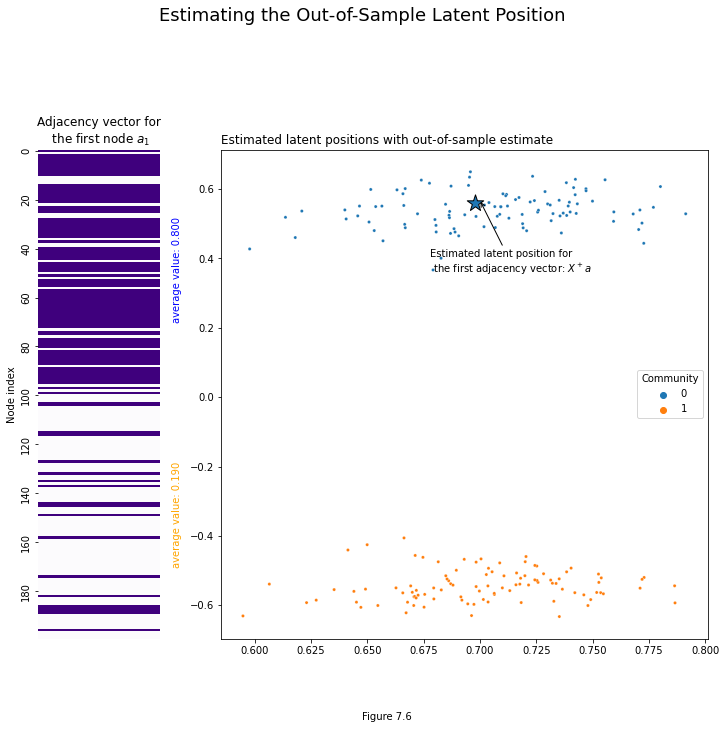 Estimating the Out-of-Sample Latent Position
Adjacency vector for
the first node a₁
Node index
0
20
40
60
80
100
120
140
160
180
average value: 0.800
average value: 0.190
Estimated latent positions with out-of-sample estimate
0.6
0.4
0.2
0.0
−0.2
−0.4
−0.6
Estimated latent position for
the first adjacency vector: X⁺a
Community
0
1
0.600 0.625 0.650 0.675 0.700 0.725 0.750 0.775 0.800
Figure 7.6